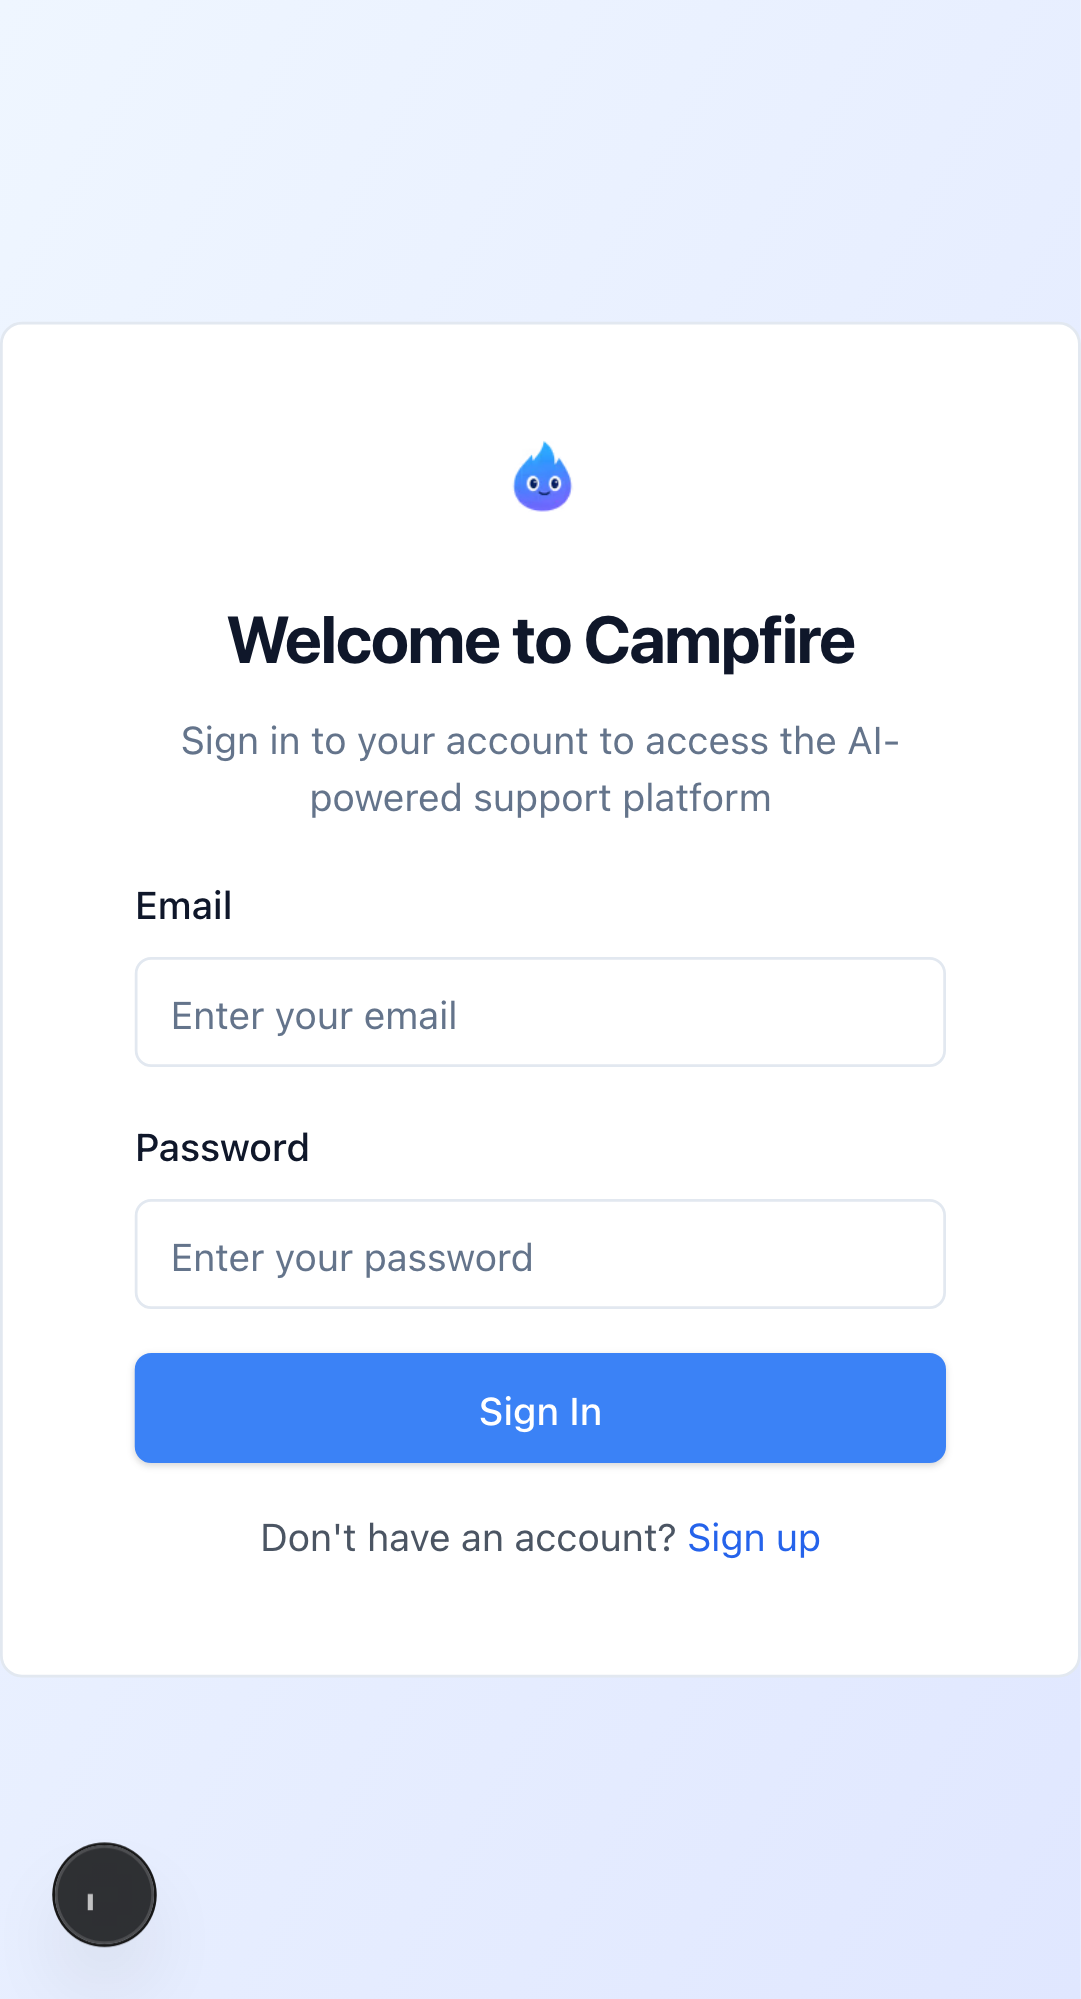 Welcome to Campfire
Sign in to your account to access the AI-
powered support platform
Email
Enter your email
Password
Enter your password
Sign In
Don't have an account? Sign up